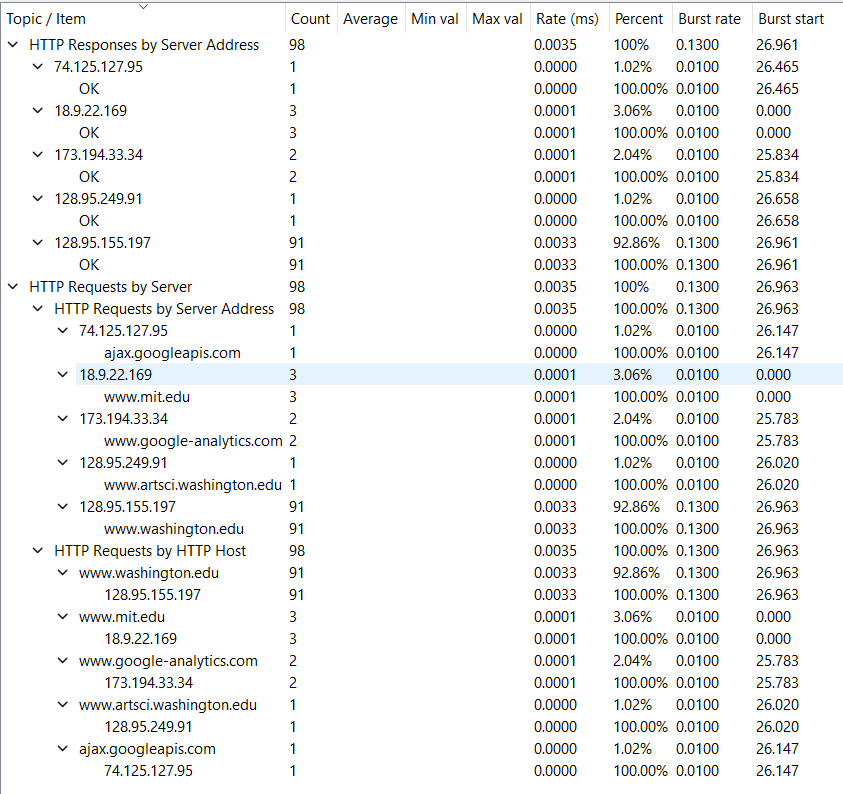 Topic / Item Count Average Min val Max val Rate (ms) Percent Burst rate Burst start
HTTP Responses by Server Address 98 0.0035 100% 0.1300 26.961
74.125.127.95 1 0.0000 1.02% 0.0100 26.465
OK 1 0.0000 100.00% 0.0100 26.465
18.9.22.169 3 0.0001 3.06% 0.0100 0.000
OK 3 0.0001 100.00% 0.0100 0.000
173.194.33.34 2 0.0001 2.04% 0.0100 25.834
OK 2 0.0001 100.00% 0.0100 25.834
128.95.249.91 1 0.0000 1.02% 0.0100 26.658
OK 1 0.0000 100.00% 0.0100 26.658
128.95.155.197 91 0.0033 92.86% 0.1300 26.961
OK 91 0.0033 100.00% 0.1300 26.961
HTTP Requests by Server 98 0.0035 100% 0.1300 26.963
HTTP Requests by Server Address 98 0.0035 100.00% 0.1300 26.963
74.125.127.95 1 0.0000 1.02% 0.0100 26.147
ajax.googleapis.com 1 0.0000 100.00% 0.0100 26.147
18.9.22.169 3 0.0001 3.06% 0.0100 0.000
www.mit.edu 3 0.0001 100.00% 0.0100 0.000
173.194.33.34 2 0.0001 2.04% 0.0100 25.783
www.google-analytics.com 2 0.0001 100.00% 0.0100 25.783
128.95.249.91 1 0.0000 1.02% 0.0100 26.020
www.artsci.washington.edu 1 0.0000 100.00% 0.0100 26.020
128.95.155.197 91 0.0033 92.86% 0.1300 26.963
www.washington.edu 91 0.0033 100.00% 0.1300 26.963
HTTP Requests by HTTP Host 98 0.0035 100.00% 0.1300 26.963
www.washington.edu 91 0.0033 92.86% 0.1300 26.963
128.95.155.197 91 0.0033 100.00% 0.1300 26.963
www.mit.edu 3 0.0001 3.06% 0.0100 0.000
18.9.22.169 3 0.0001 100.00% 0.0100 0.000
www.google-analytics.com 2 0.0001 2.04% 0.0100 25.783
173.194.33.34 2 0.0001 100.00% 0.0100 25.783
www.artsci.washington.edu 1 0.0000 1.02% 0.0100 26.020
128.95.249.91 1 0.0000 100.00% 0.0100 26.020
ajax.googleapis.com 1 0.0000 1.02% 0.0100 26.147
74.125.127.95 1 0.0000 100.00% 0.0100 26.147